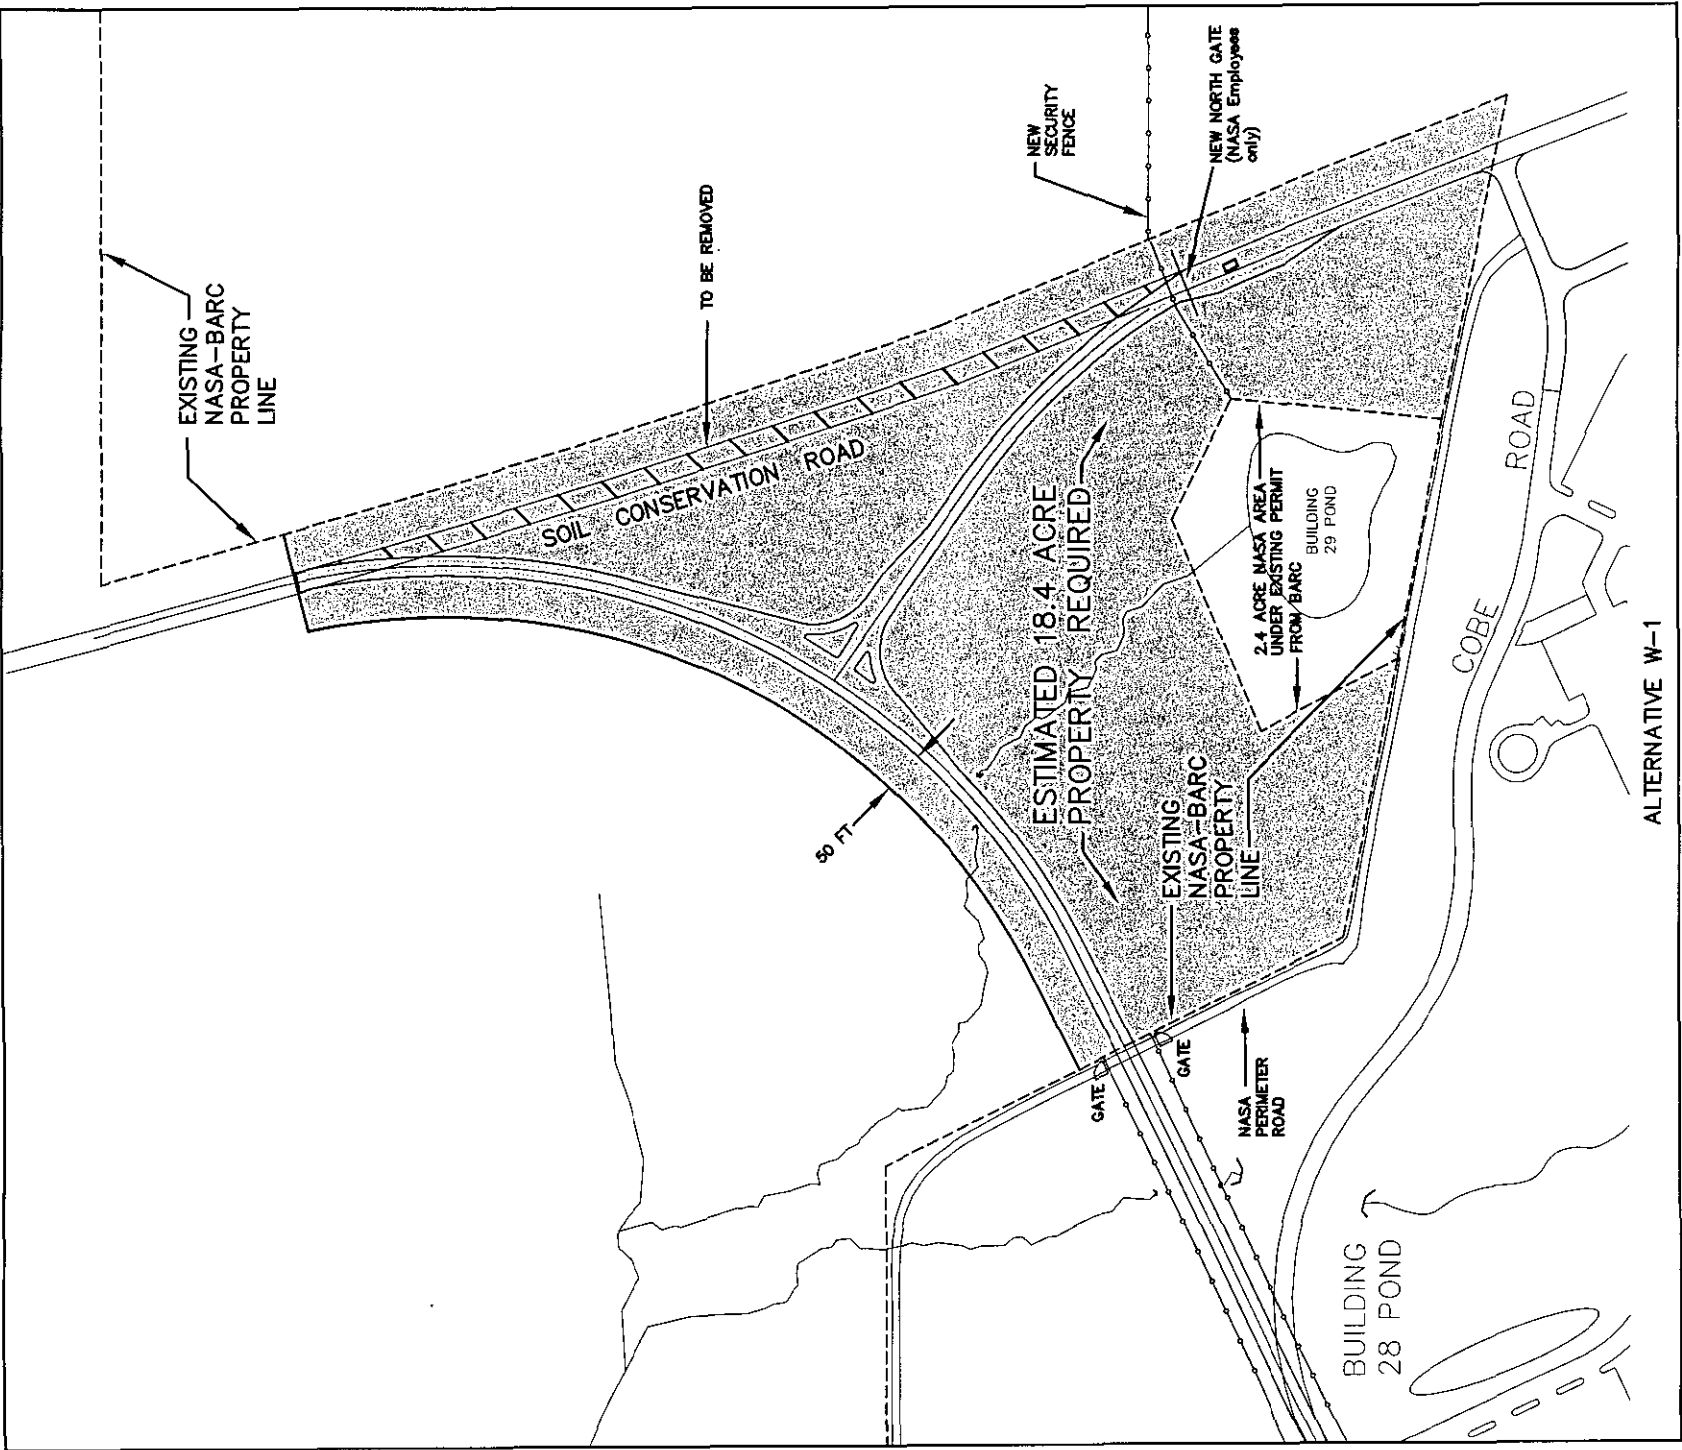 EXISTING
NASA-BARC
PROPERTY
LINE
TO BE REMOVED
NEW
SECURITY
FENCE
NEW NORTH GATE
(NASA Employees
only)
SOIL CONSERVATION ROAD
50 FT
ESTIMATED 18.4 ACRE
PROPERTY REQUIRED
2.4 ACRE NASA AREA
UNDER EXISTING PERMIT
FROM BARC
BUILDING
29 POND
EXISTING
NASA-BARC
PROPERTY
LINE
GATE
GATE
NASA
PERIMETER
ROAD
COBE ROAD
BUILDING
28 POND
ALTERNATIVE W-1